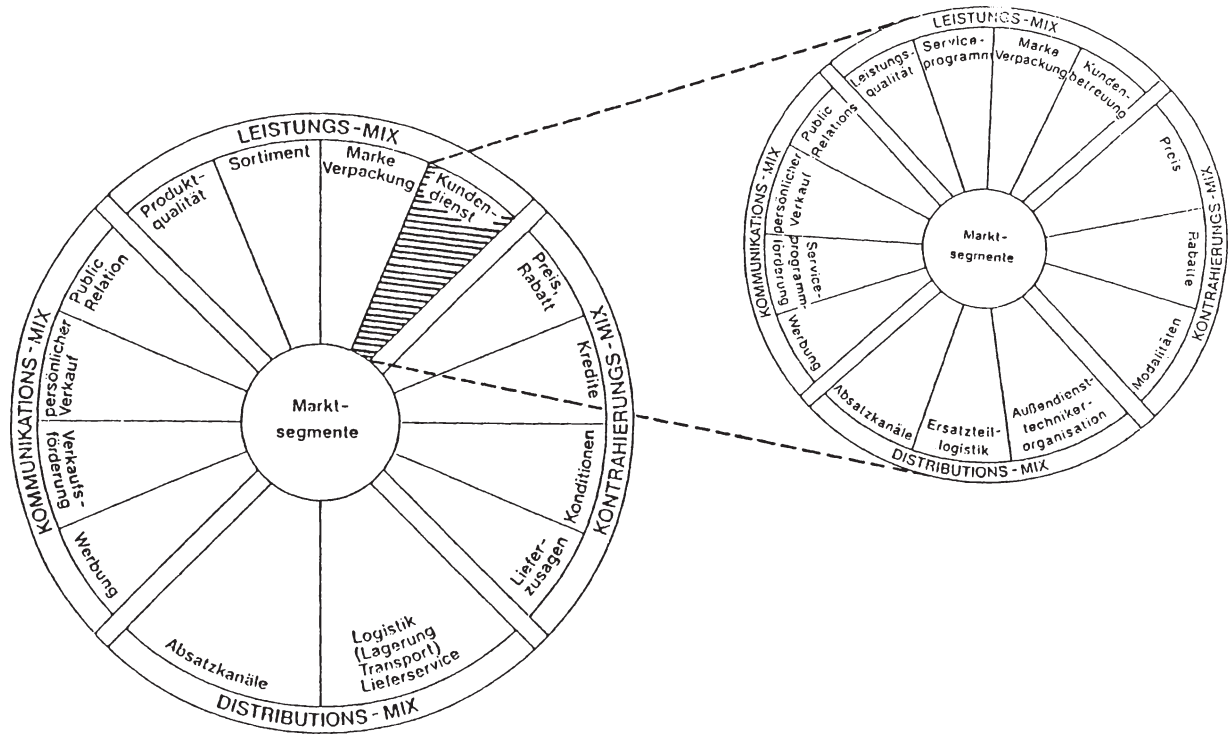 LEISTUNGS-MIX
Produkt-
qualität
Sortiment
Marke
Verpackung
Kunden-
dienst
KONTRAHIERUNGS-MIX
Preis,
Rabatt
Kredite
Konditionen
Liefer-
zusagen
DISTRIBUTIONS-MIX
Logistik
(Lagerung
Transport)
Lieferservice
Absatzkanäle
KOMMUNIKATIONS-MIX
Public
Relation
persönlicher
Verkauf
Verkaufs-
förderung
Werbung
Markt-
segmente
LEISTUNGS-MIX
Leistungs-
qualität
Service-
programm
Marke
Verpackung
Kunden-
betreuung
KONTRAHIERUNGS-MIX
Preis
Rabatte
Modalitäten
DISTRIBUTIONS-MIX
Außendienst-
techniker-
organisation
Ersatzteil-
logistik
Absatzkanäle
KOMMUNIKATIONS-MIX
Public
Relations
persönlicher
Verkauf
Service-
programm-
förderung
Werbung
Markt-
segmente